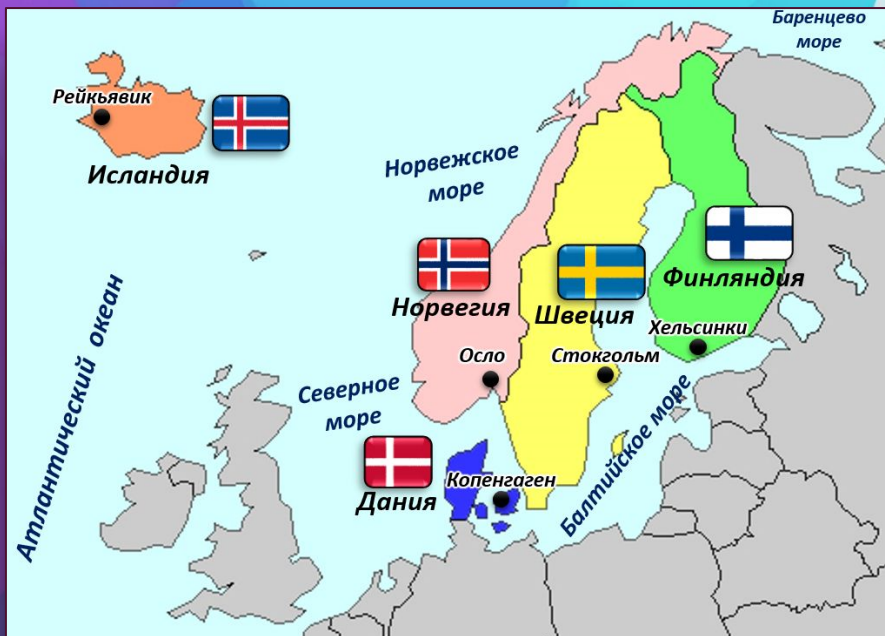 Баренцево
море
Рейкьявик
Исландия
Норвежское
море
Норвегия
Швеция
Финляндия
Хельсинки
Осло
Стокгольм
Атлантический океан
Северное
море
Балтийское море
Дания
Копенгаген